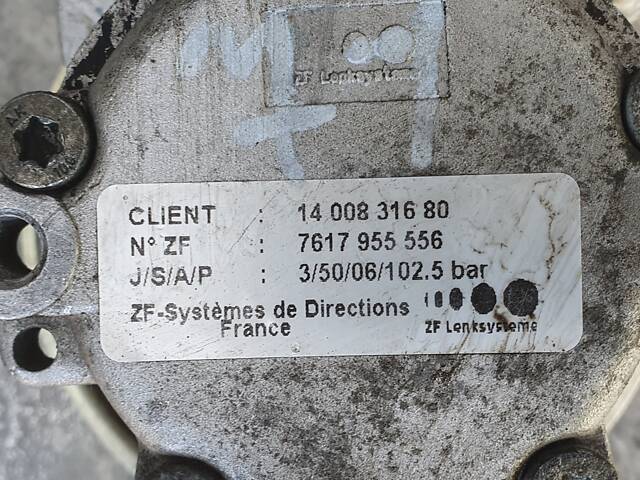 ZF Lenksysteme
CLIENT : 14 008 316 80
N° ZF : 7617 955 556
J/S/A/P : 3/50/06/102.5 bar
ZF-Systèmes de Directions
France
ZF Lenksysteme